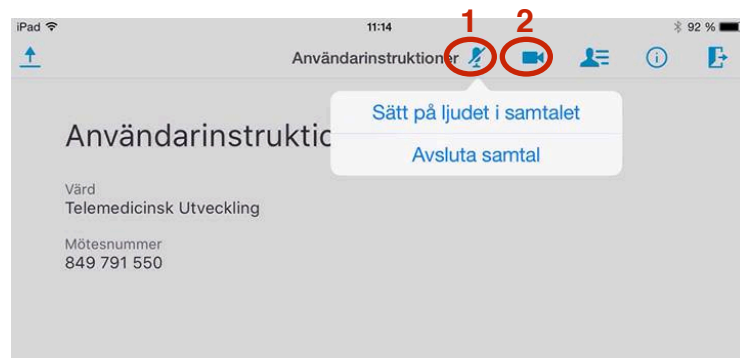 iPad 11:14 92 %
1 2
Användarinstruktioner
Sätt på ljudet i samtalet
Avsluta samtal
Användarinstruktio
Värd
Telemedicinsk Utveckling
Mötesnummer
849 791 550